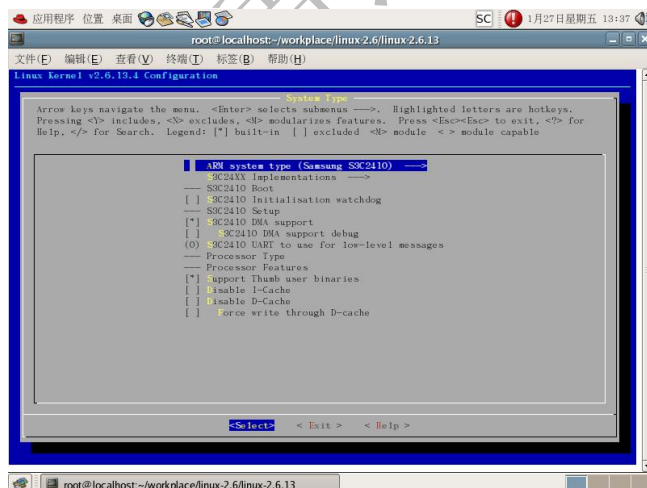 应用程序 位置 桌面 SC 1月27日星期五 13:37
root@localhost:~/workplace/linux-2.6/linux-2.6.13
文件(F) 编辑(E) 查看(V) 终端(T) 标签(B) 帮助(H)
Linux Kernel v2.6.13.4 Configuration
System Type
Arrow keys navigate the menu. <Enter> selects submenus --->. Highlighted letters are hotkeys.
Pressing <Y> includes, <N> excludes, <M> modularizes features. Press <Esc><Esc> to exit, <?> for
Help, </> for Search. Legend: [*] built-in [ ] excluded <M> module < > module capable
ARM system type (Samsung S3C2410) --->
S3C24XX Implementations --->
--- S3C2410 Boot
[ ] S3C2410 Initialisation watchdog
--- S3C2410 Setup
[*] S3C2410 DMA support
[ ] S3C2410 DMA support debug
(0) S3C2410 UART to use for low-level messages
--- Processor Type
--- Processor Features
[*] Support Thumb user binaries
[ ] Disable I-Cache
[ ] Disable D-Cache
[ ] Force write through D-cache
<Select> < Exit > < Help >
root@localhost:~/workplace/linux-2.6/linux-2.6.13